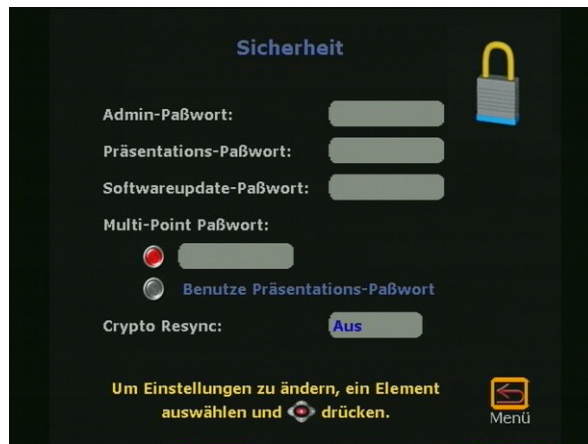 Sicherheit
Admin-Paßwort:
Präsentations-Paßwort:
Softwareupdate-Paßwort:
Multi-Point Paßwort:
Benutze Präsentations-Paßwort
Crypto Resync:
Aus
Um Einstellungen zu ändern, ein Element
auswählen und drücken.
Menü